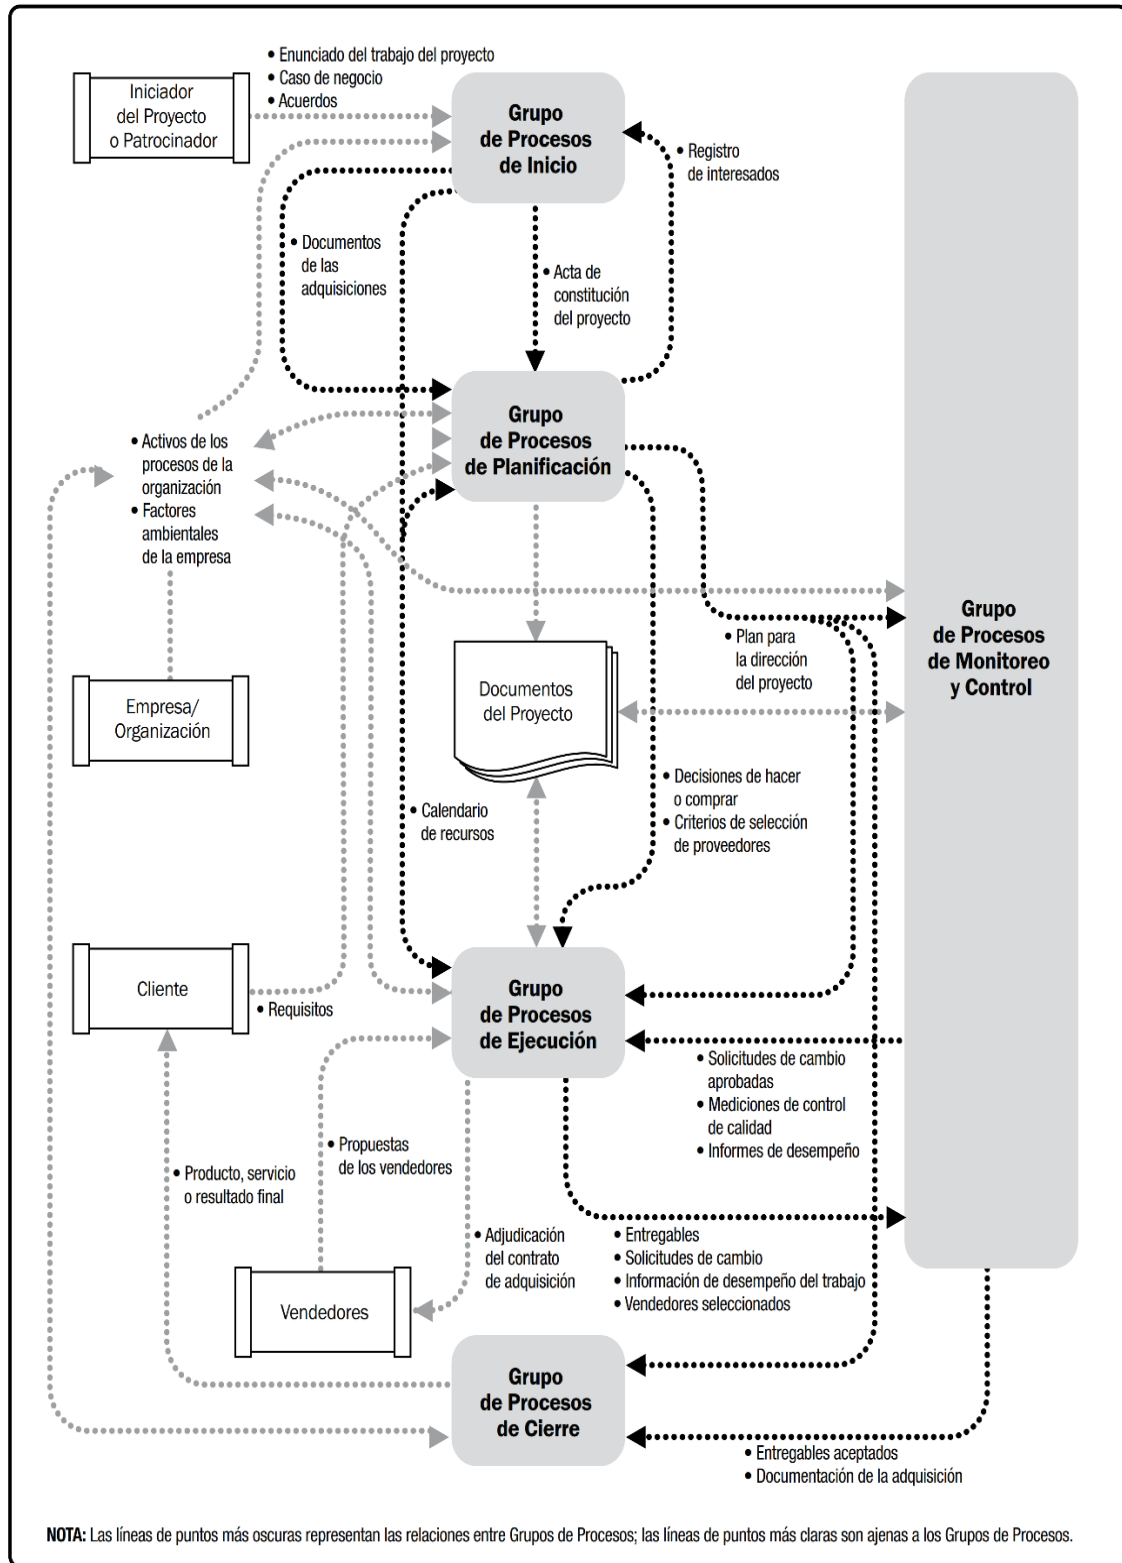 • Enunciado del trabajo del proyecto
• Caso de negocio
• Acuerdos
Iniciador
del Proyecto
o Patrocinador
Grupo
de Procesos
de Inicio
• Registro
de interesados
• Documentos
de las
adquisiciones
• Acta de
constitución
del proyecto
Grupo
de Procesos
de Planificación
• Activos de los
procesos de la
organización
• Factores
ambientales
de la empresa
Grupo
de Procesos
de Monitoreo
y Control
• Plan para
la dirección
del proyecto
Empresa/
Organización
Documentos
del Proyecto
• Calendario
de recursos
• Decisiones de hacer
o comprar
• Criterios de selección
de proveedores
Cliente
• Requisitos
Grupo
de Procesos
de Ejecución
• Solicitudes de cambio
aprobadas
• Mediciones de control
de calidad
• Informes de desempeño
• Propuestas
de los vendedores
• Producto, servicio
o resultado final
• Adjudicación
del contrato
de adquisición
• Entregables
• Solicitudes de cambio
• Información de desempeño del trabajo
• Vendedores seleccionados
Vendedores
Grupo
de Procesos
de Cierre
• Entregables aceptados
• Documentación de la adquisición
NOTA: Las líneas de puntos más oscuras representan las relaciones entre Grupos de Procesos; las líneas de puntos más claras son ajenas a los Grupos de Procesos.